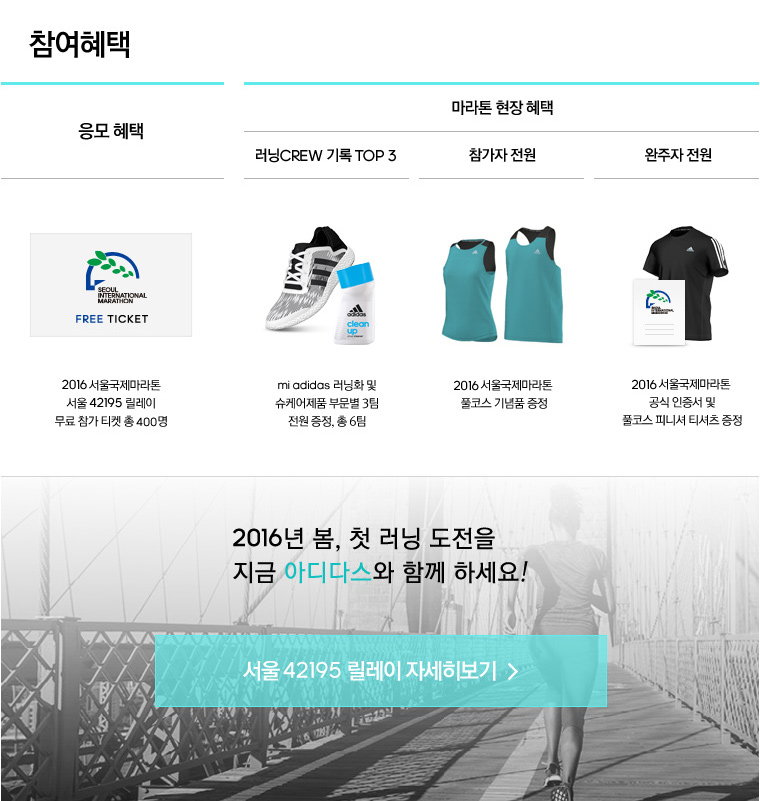 참여혜택
응모 혜택
마라톤 현장 혜택
러닝CREW 기록 TOP 3
참가자 전원
완주자 전원
SEOUL
INTERNATIONAL
MARATHON
FREE TICKET
adidas
clean
up
adidas
adidas
adidas
SEOUL
INTERNATIONAL
MARATHON
2016 서울국제마라톤
서울 42195 릴레이
무료 참가 티켓 총 400명
mi adidas 러닝화 및
슈케어제품 부문별 3팀
전원 증정, 총 6팀
2016 서울국제마라톤
풀코스 기념품 증정
2016 서울국제마라톤
공식 인증서 및
풀코스 피니셔 티셔츠 증정
2016년 봄, 첫 러닝 도전을
지금 아디다스와 함께 하세요!
서울 42195 릴레이 자세히보기 >